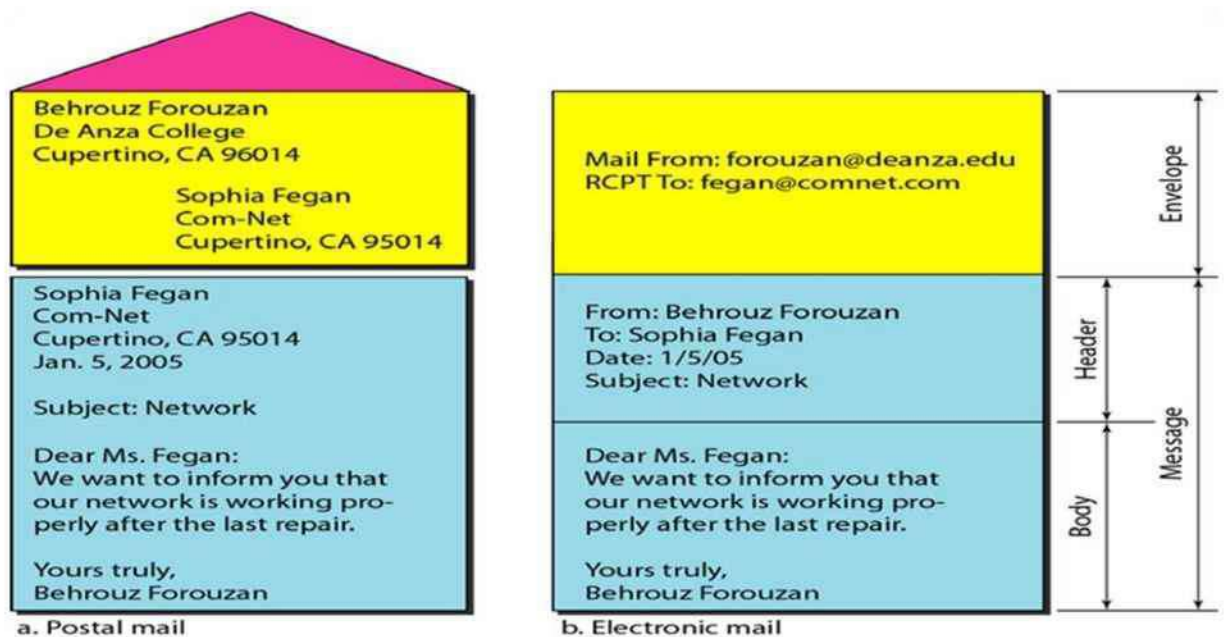 Behrouz Forouzan
De Anza College
Cupertino, CA 96014
Sophia Fegan
Com-Net
Cupertino, CA 95014
Sophia Fegan
Com-Net
Cupertino, CA 95014
Jan. 5, 2005
Subject: Network
Dear Ms. Fegan:
We want to inform you that
our network is working pro-
perly after the last repair.
Yours truly,
Behrouz Forouzan
a. Postal mail
Mail From: forouzan@deanza.edu
RCPT To: fegan@comnet.com
From: Behrouz Forouzan
To: Sophia Fegan
Date: 1/5/05
Subject: Network
Dear Ms. Fegan:
We want to inform you that
our network is working pro-
perly after the last repair.
Yours truly,
Behrouz Forouzan
b. Electronic mail
Envelope
Header
Message
Body